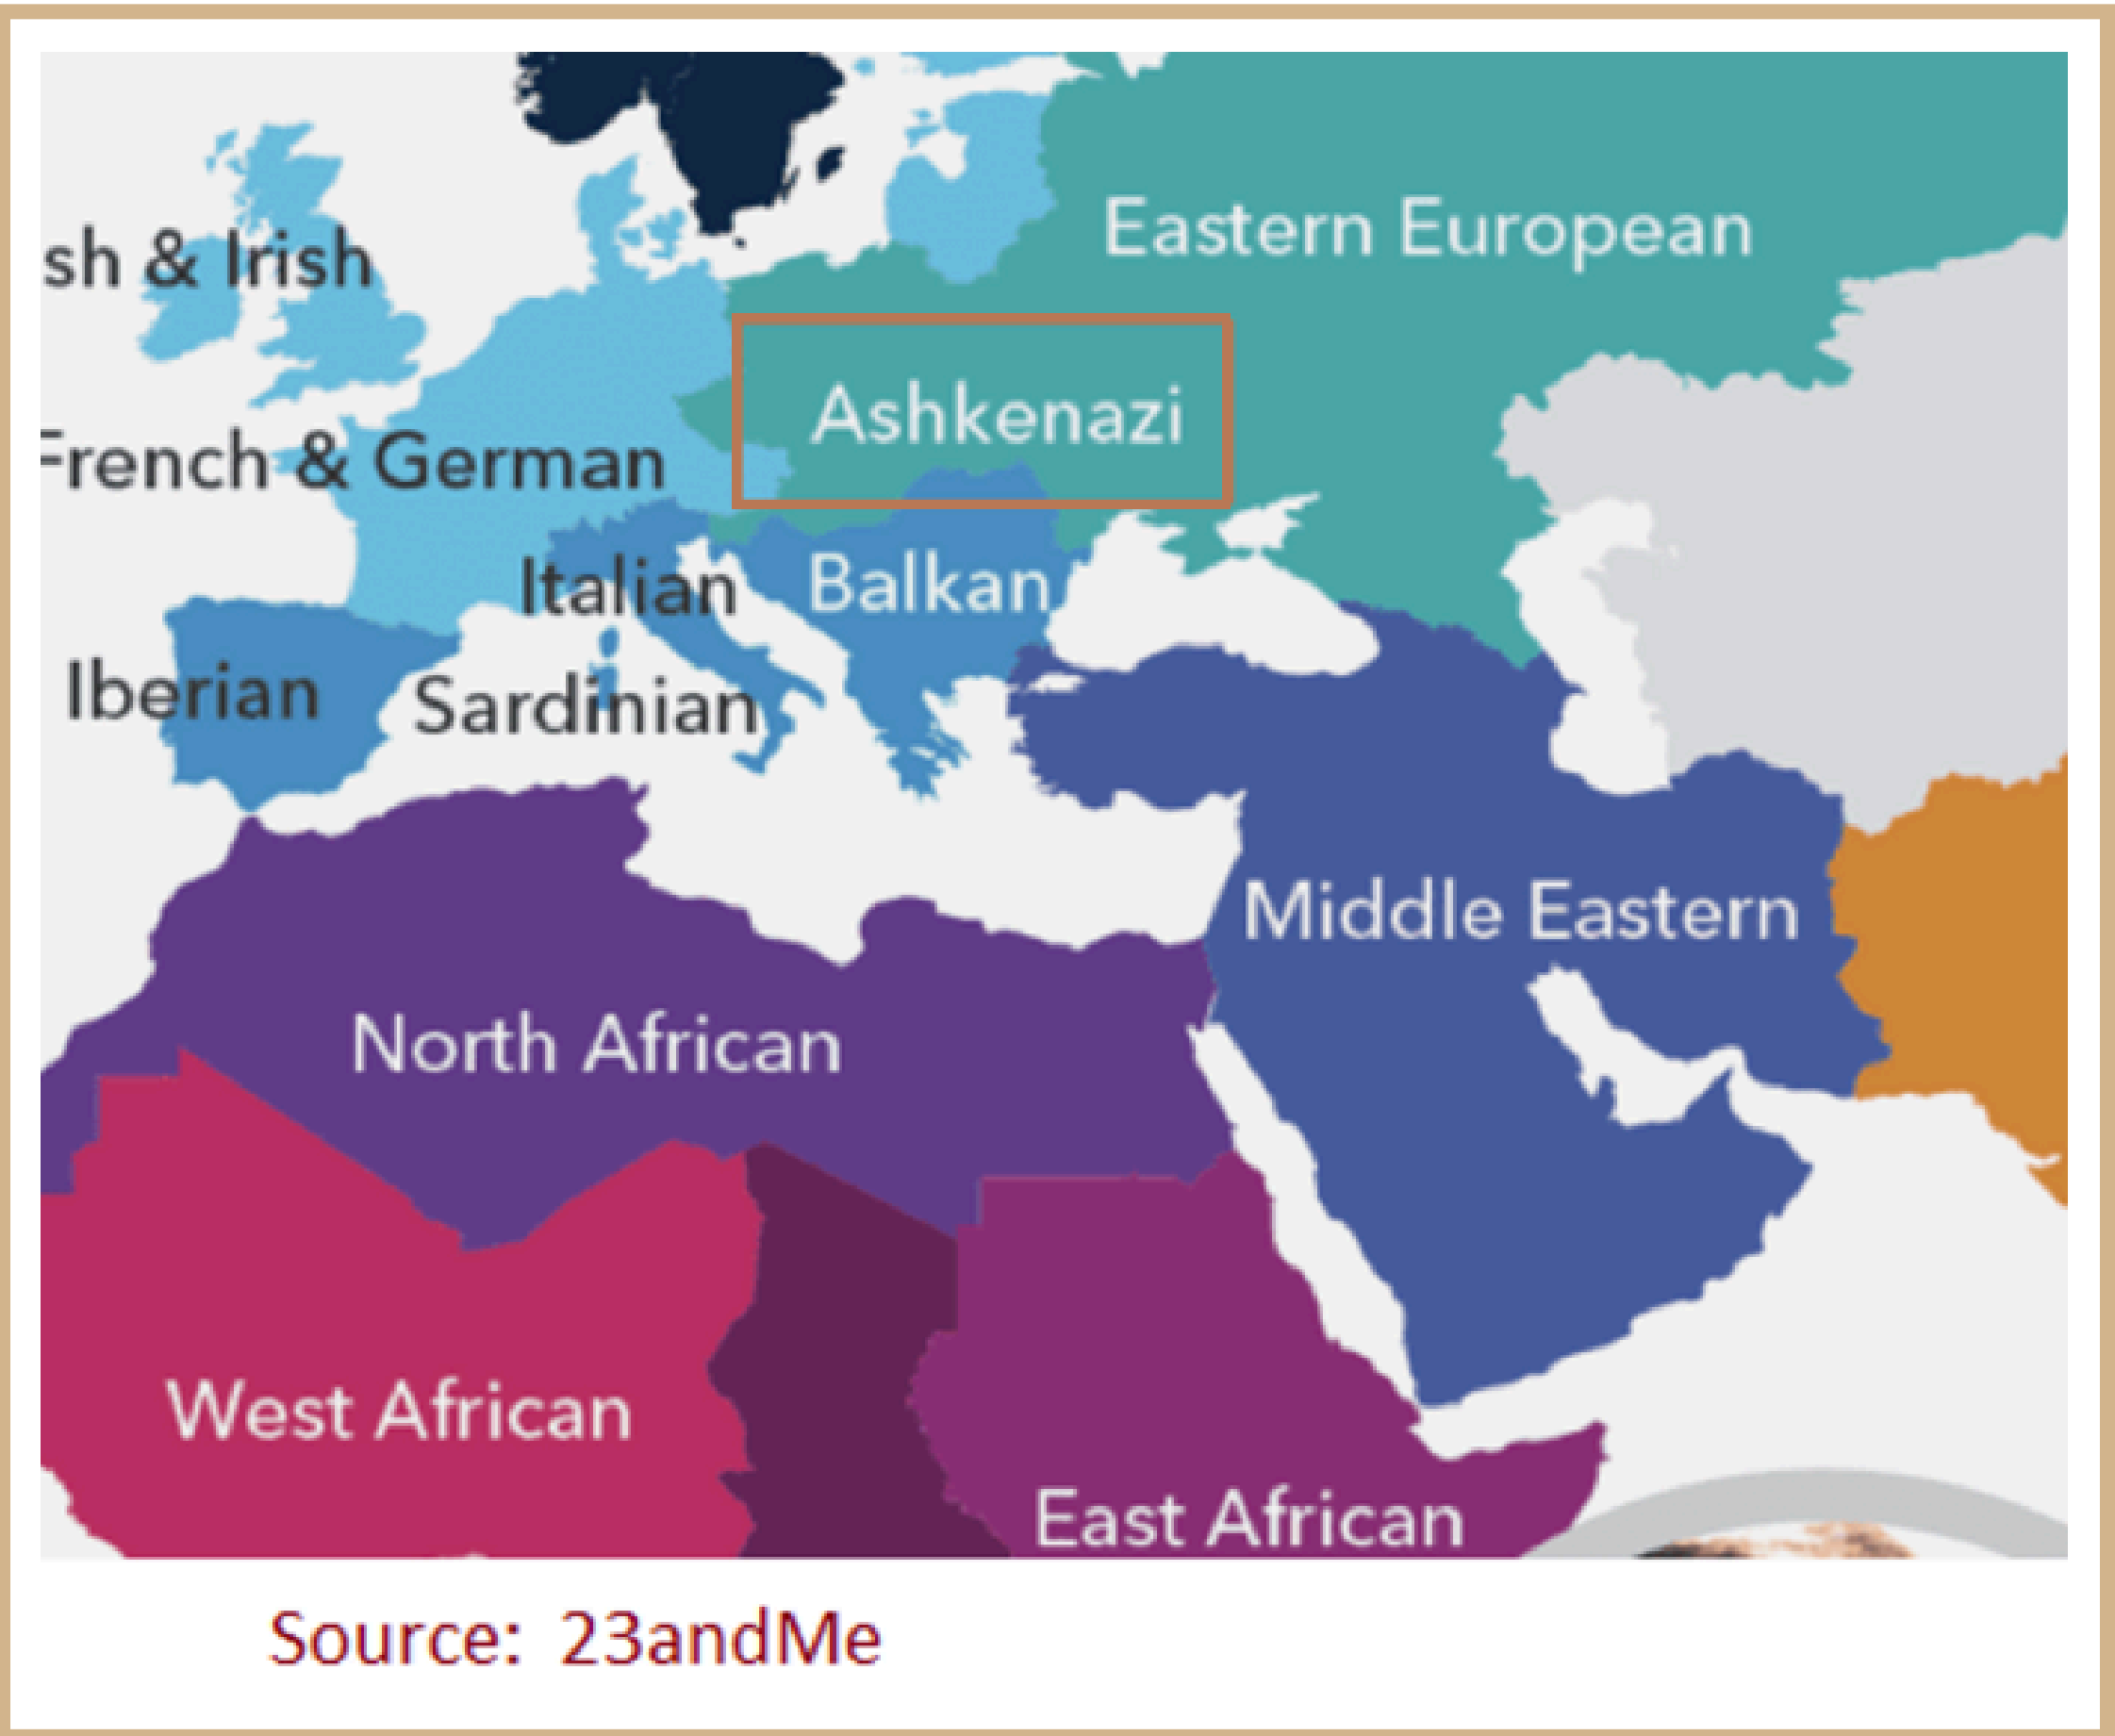 Eastern European
sh & Irish
Ashkenazi
French & German
Italian
Balkan
Iberian
Sardinian
Middle Eastern
North African
West African
East African
Source: 23andMe